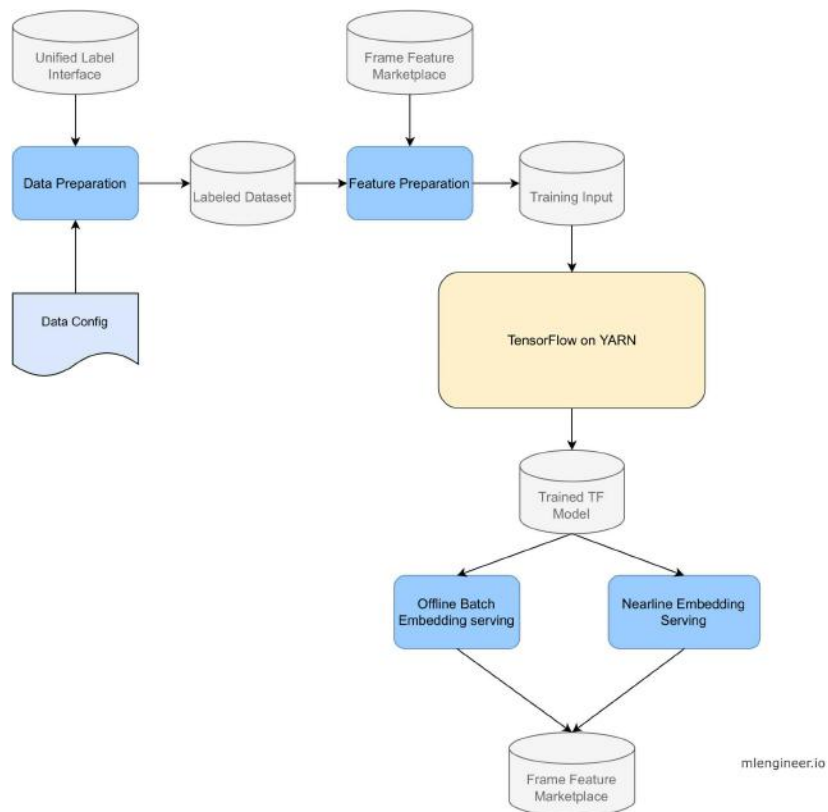 Unified Label
Interface
Frame Feature
Marketplace
Data Preparation
Labeled Dataset
Feature Preparation
Training Input
Data Config
TensorFlow on YARN
Trained TF
Model
Offline Batch
Embedding serving
Nearline Embedding
Serving
Frame Feature
Marketplace
mlengineer.io